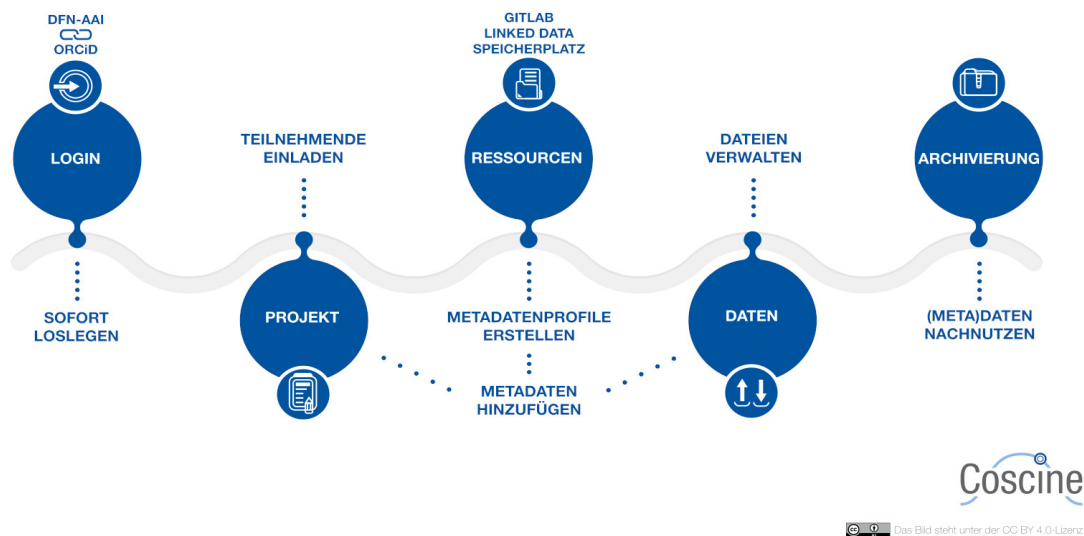 DFN-AAI
ORCiD
LOGIN
SOFORT
LOSLEGEN
TEILNEHMENDE
EINLADEN
PROJEKT
GITLAB
LINKED DATA
SPEICHERPLATZ
RESSOURCEN
METADATENPROFILE
ERSTELLEN
METADATEN
HINZUFÜGEN
DATEIEN
VERWALTEN
DATEN
ARCHIVIERUNG
(META)DATEN
NACHNUTZEN
Coscine
cc
Das Bild steht unter der CC BY 4.0-Lizenz